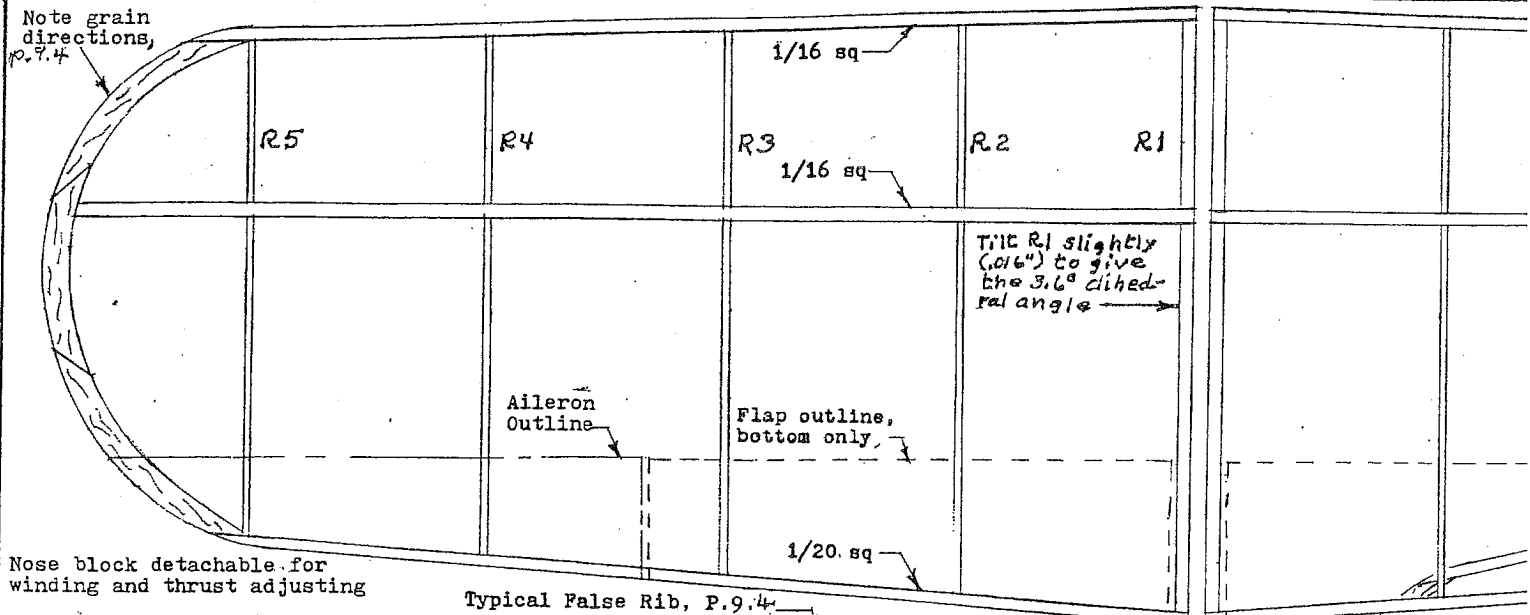 Note grain
directions,
p.9.4
1/16 sq
R5
R4
R3
R2
R1
1/16 sq
Tilt R1 slightly
(.016") to give
the 3.6° dihed-
ral angle
Aileron
Outline
Flap outline,
bottom only,
1/20 sq
Nose block detachable for
winding and thrust adjusting
Typical False Rib, P.9.4